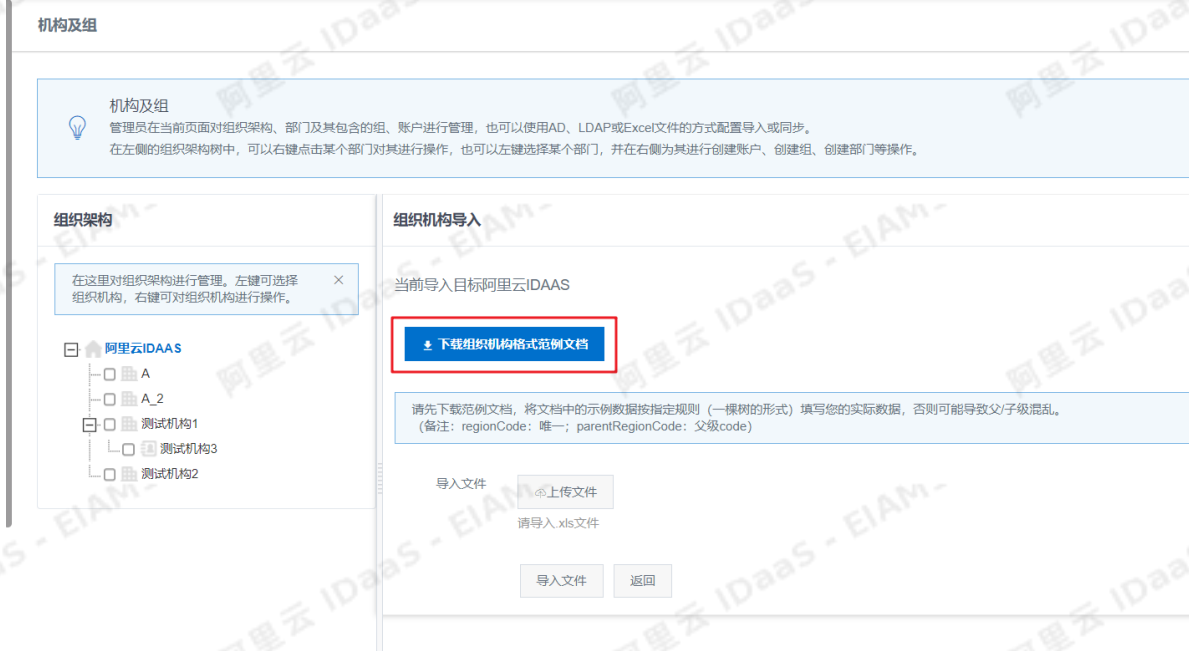 机构及组
机构及组
管理员在当前页面对组织架构、部门及其包含的组、账户进行管理，也可以使用AD、LDAP或Excel文件的方式配置导入或同步。
在左侧的组织架构树中，可以右键点击某个部门对其进行操作，也可以左键选择某个部门，并在右侧为其进行创建账户、创建组、创建部门等操作。
组织架构
在这里对组织架构进行管理。左键可选择
组织机构，右键可对组织机构进行操作。
阿里云IDAAS
A
A_2
测试机构1
测试机构3
测试机构2
组织机构导入
当前导入目标阿里云IDAAS
下载组织机构格式范例文档
请先下载范例文档，将文档中的示例数据按指定规则（一棵树的形式）填写您的实际数据，否则可能导致父/子级混乱。
（备注：regionCode：唯一；parentRegionCode：父级code）
导入文件
上传文件
请导入.xls文件
导入文件
返回
阿里云 IDaaS - EIAM -